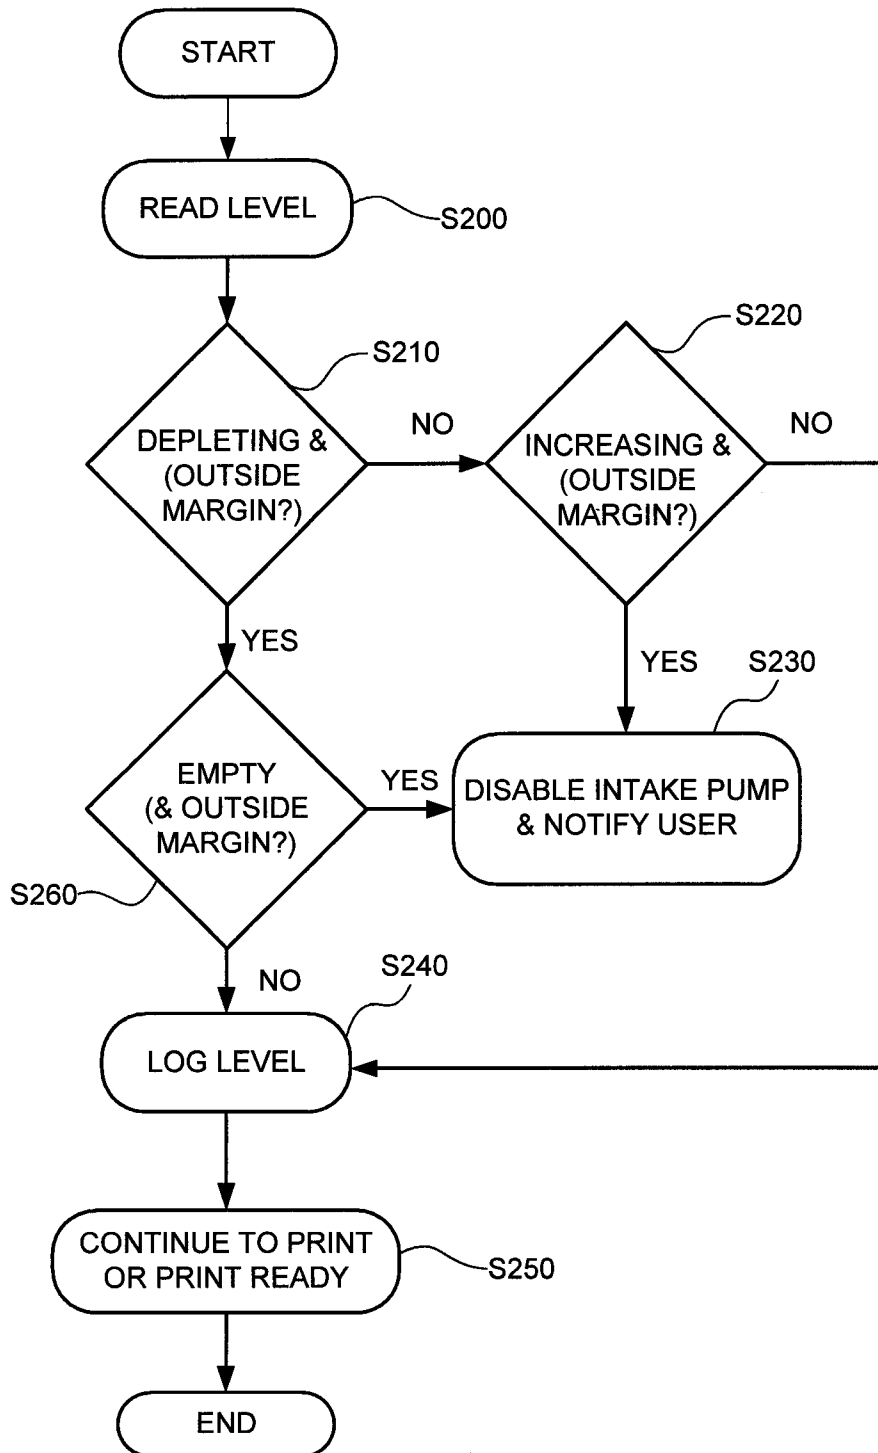 START
READ LEVEL
S200
S210
S220
DEPLETING &
(OUTSIDE
MARGIN?)
NO
INCREASING &
(OUTSIDE
MARGIN?)
NO
YES
YES
S230
EMPTY
(& OUTSIDE
MARGIN?)
YES
DISABLE INTAKE PUMP
& NOTIFY USER
S260
NO
S240
LOG LEVEL
CONTINUE TO PRINT
OR PRINT READY
S250
END